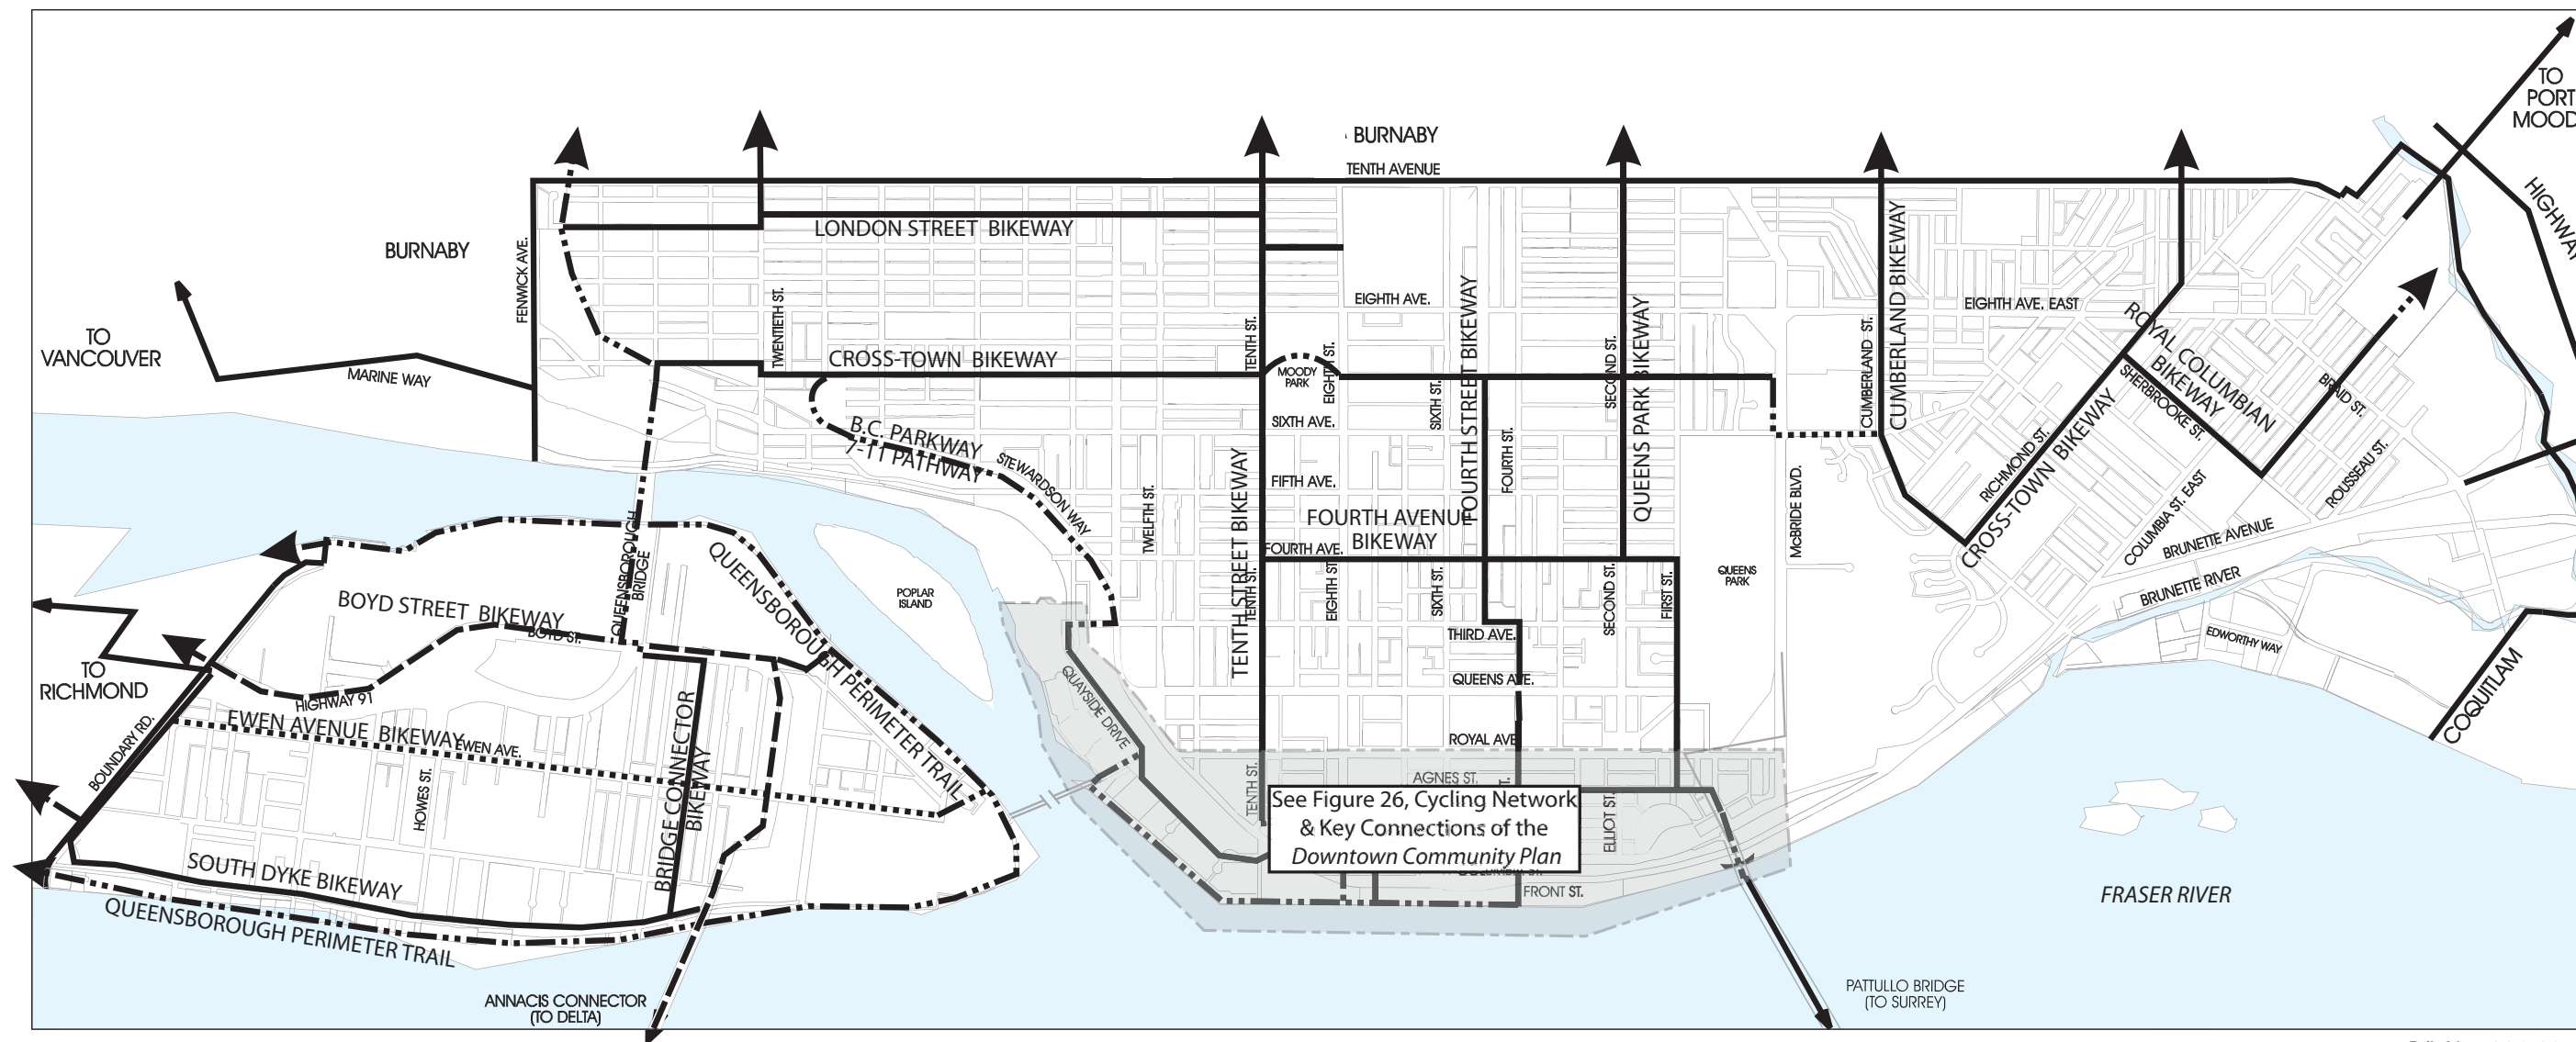 TO
PORT
MOOD
BURNABY
TENTH AVENUE
HIGHWAY
LONDON STREET BIKEWAY
BURNABY
FENWICK AVE.
TWENTIETH ST.
TENTH ST.
EIGHTH AVE.
FOURTH STREET BIKEWAY
SECOND ST.
QUEENS PARK BIKEWAY
CUMBERLAND ST.
CUMBERLAND BIKEWAY
EIGHTH AVE. EAST
ROYAL COLUMBIAN
BIKEWAY
TO
VANCOUVER
MARINE WAY
CROSS-TOWN BIKEWAY
MOODY
PARK
EIGHTH ST.
SIXTH ST.
SIXTH AVE.
SHERBROOKE ST.
BRAID ST.
B.C. PARKWAY
7-11 PATHWAY
STEWARDSON WAY
FOURTH ST.
RICHMOND ST.
CROSS-TOWN BIKEWAY
ROUSSEAU ST.
FIFTH AVE.
TWELFTH ST.
TENTH STREET BIKEWAY
McBRIDE BLVD.
COLUMBIA ST. EAST
FOURTH AVENUE
BIKEWAY
FOURTH AVE.
BRUNETTE AVENUE
BRUNETTE RIVER
QUEENSBOROUGH
BRIDGE
QUEENSBOROUGH PERIMETER TRAIL
POPLAR
ISLAND
TENTH ST.
EIGHTH ST.
SIXTH ST.
SECOND ST.
FIRST ST.
QUEENS
PARK
BOYD STREET BIKEWAY
BOYD ST.
THIRD AVE.
EDWORTHY WAY
TO
RICHMOND
QUEENS AVE.
QUAYSIDE DRIVE
COQUITLAM
HIGHWAY 91
BOUNDARY RD.
EWEN AVENUE BIKEWAY
EWEN AVE.
BRIDGE CONNECTOR
BIKEWAY
ROYAL AVE
HOWES ST.
TENTH ST.
AGNES ST.
T.
See Figure 26, Cycling Network
& Key Connections of the
Downtown Community Plan
ELLIOT ST.
FRONT ST.
SOUTH DYKE BIKEWAY
QUEENSBOROUGH PERIMETER TRAIL
FRASER RIVER
ANNACIS CONNECTOR
(TO DELTA)
PATTULLO BRIDGE
(TO SURREY)